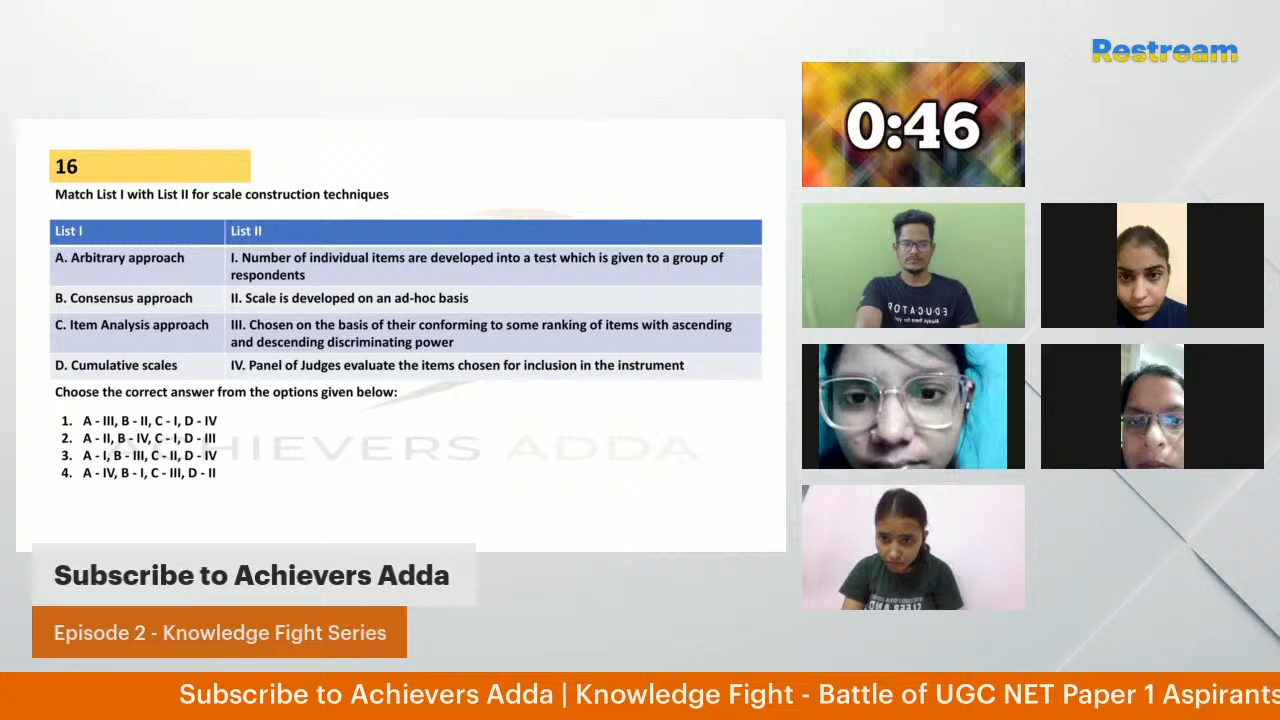 Restream
0:46
16
Match List I with List II for scale construction techniques
List I
List II
A. Arbitrary approach
I. Number of individual items are developed into a test which is given to a group of
respondents
B. Consensus approach
II. Scale is developed on an ad-hoc basis
C. Item Analysis approach
III. Chosen on the basis of their conforming to some ranking of items with ascending
and descending discriminating power
D. Cumulative scales
IV. Panel of Judges evaluate the items chosen for inclusion in the instrument
Choose the correct answer from the options given below:
1. A - III, B - II, C - I, D - IV
2. A - II, B - IV, C - I, D - III
3. A - I, B - III, C - II, D - IV
4. A - IV, B - I, C - III, D - II
HIEVERS ADDA
EDUCATOR
Subscribe to Achievers Adda
Episode 2 - Knowledge Fight Series
Subscribe to Achievers Adda | Knowledge Fight - Battle of UGC NET Paper 1 Aspirants